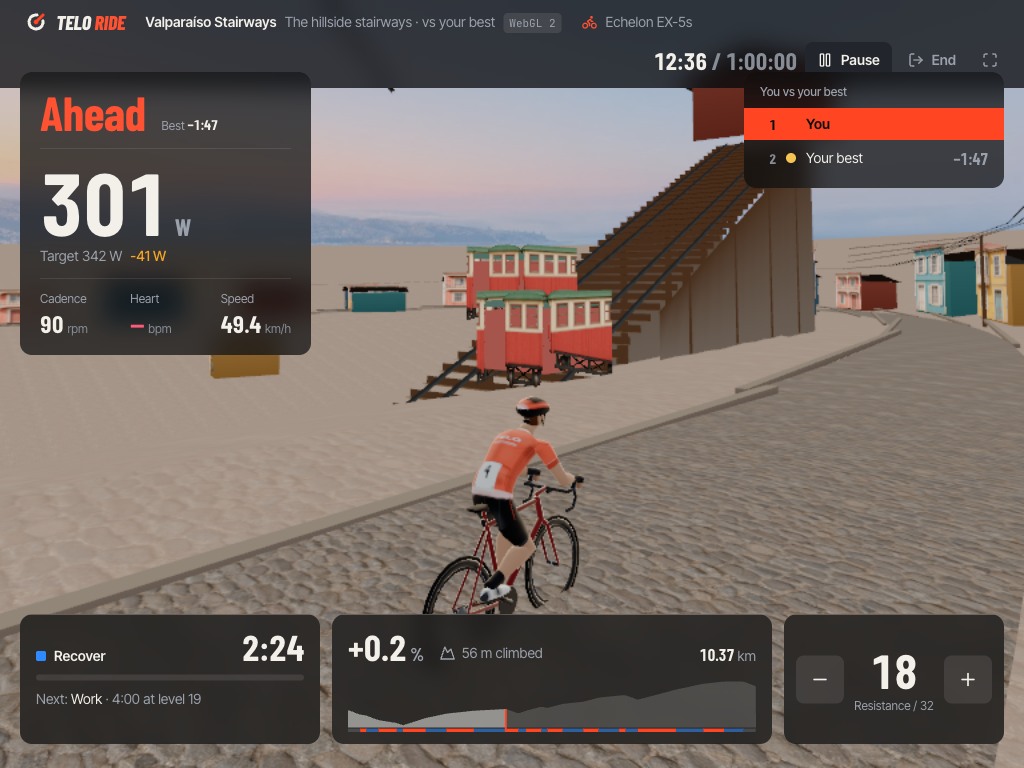 TELO RIDE Valparaíso Stairways The hillside stairways · vs your best WebGL 2 Echelon EX-5s
12:36 / 1:00:00 Pause End
Ahead Best −1:47
301 W
Target 342 W -41 W
Cadence Heart Speed
90 rpm — bpm 49.4 km/h
You vs your best
1 You
2 Your best −1:47
Recover 2:24
Next: Work · 4:00 at level 19
+0.2 % 56 m climbed 10.37 km
− 18 +
Resistance / 32